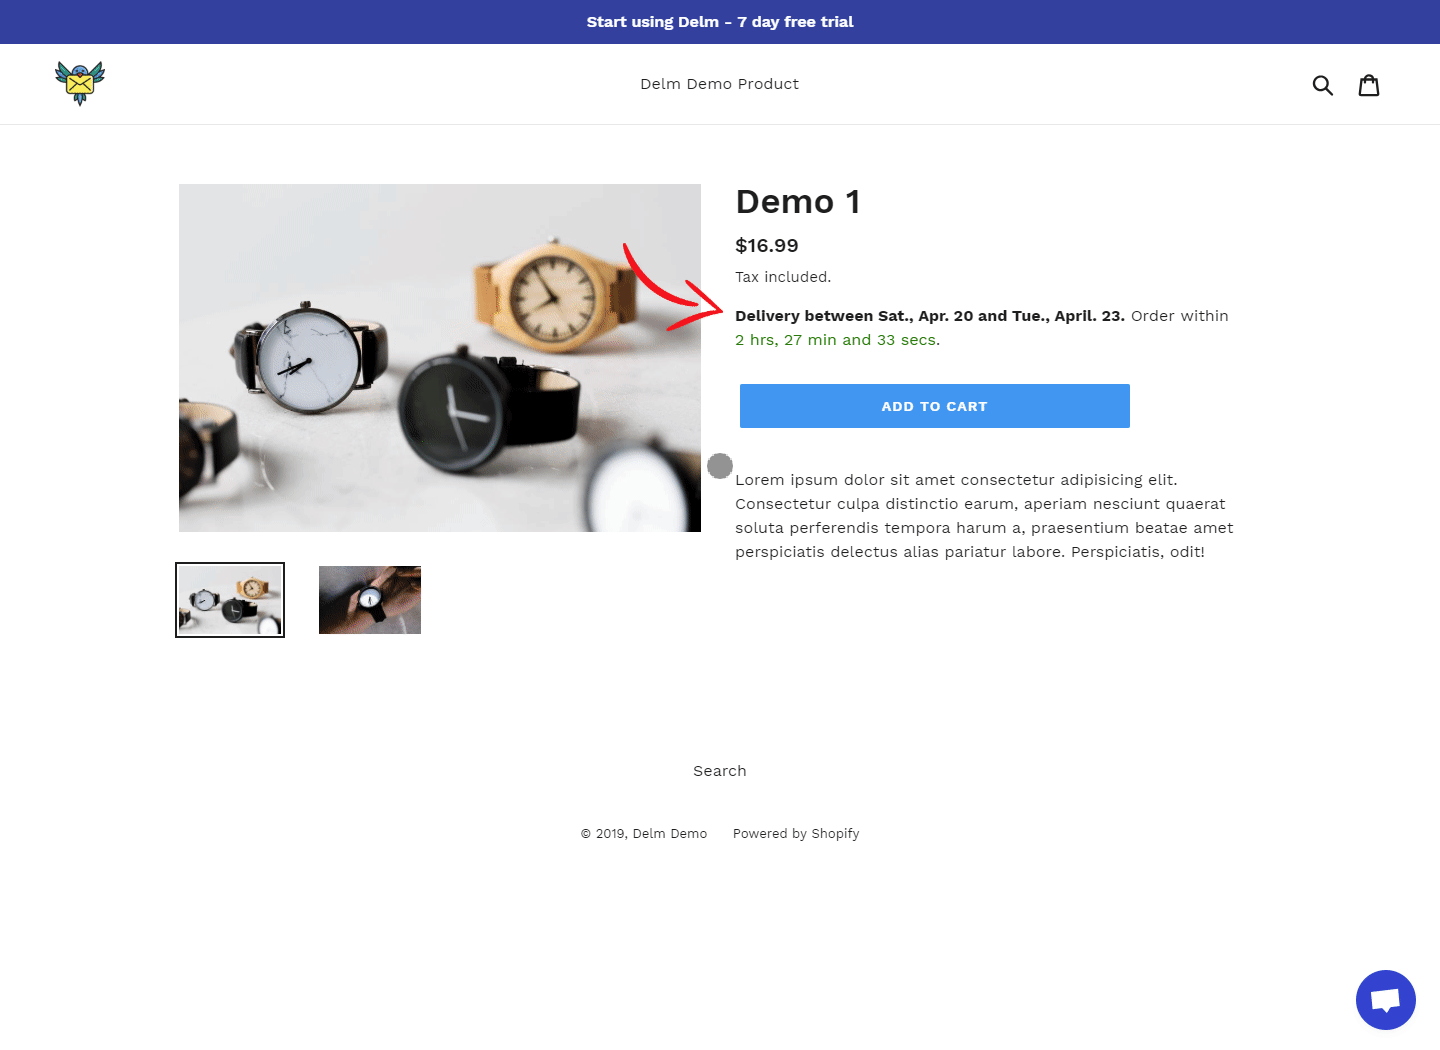 Start using Delm - 7 day free trial
Delm Demo Product
Demo 1
$16.99
Tax included.
Delivery between Sat., Apr. 20 and Tue., April. 23. Order within
2 hrs, 27 min and 33 secs.
ADD TO CART
Lorem ipsum dolor sit amet consectetur adipisicing elit.
Consectetur culpa distinctio earum, aperiam nesciunt quaerat
soluta perferendis tempora harum a, praesentium beatae amet
perspiciatis delectus alias pariatur labore. Perspiciatis, odit!
Search
© 2019, Delm Demo Powered by Shopify